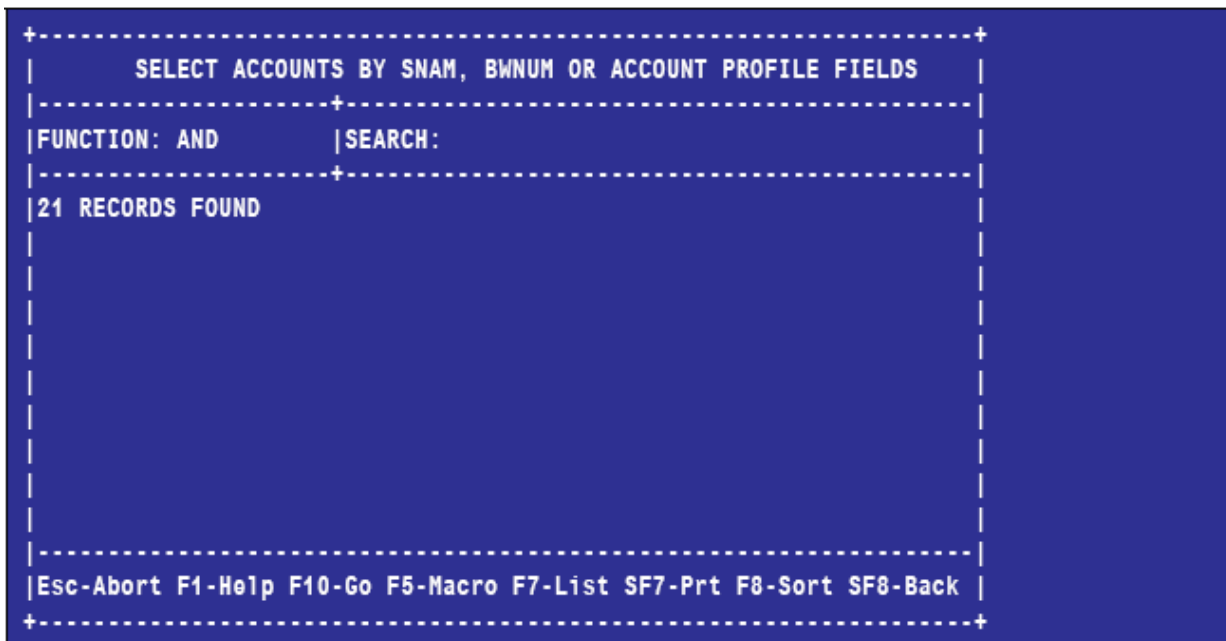 SELECT ACCOUNTS BY SNAM, BWNUM OR ACCOUNT PROFILE FIELDS
FUNCTION: AND |SEARCH:
21 RECORDS FOUND
Esc-Abort F1-Help F10-Go F5-Macro F7-List SF7-Prt F8-Sort SF8-Back